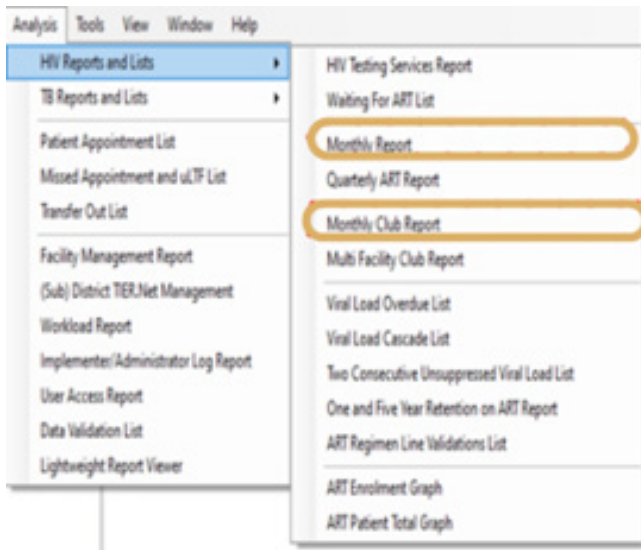 Analysis Tools View Window Help
HIV Reports and Lists
TB Reports and Lists
Patient Appointment List
Missed Appointment and uLTF List
Transfer Out List
Facility Management Report
(Sub) District TIER.Net Management
Workload Report
Implementer/Administrator Log Report
User Access Report
Data Validation List
Lightweight Report Viewer
HIV Testing Services Report
Waiting For ART List
Monthly Report
Quarterly ART Report
Monthly Club Report
Multi Facility Club Report
Viral Load Overdue List
Viral Load Cascade List
Two Consecutive Unsuppressed Viral Load List
One and Five Year Retention on ART Report
ART Regimen Line Validations List
ART Enrolment Graph
ART Patient Total Graph